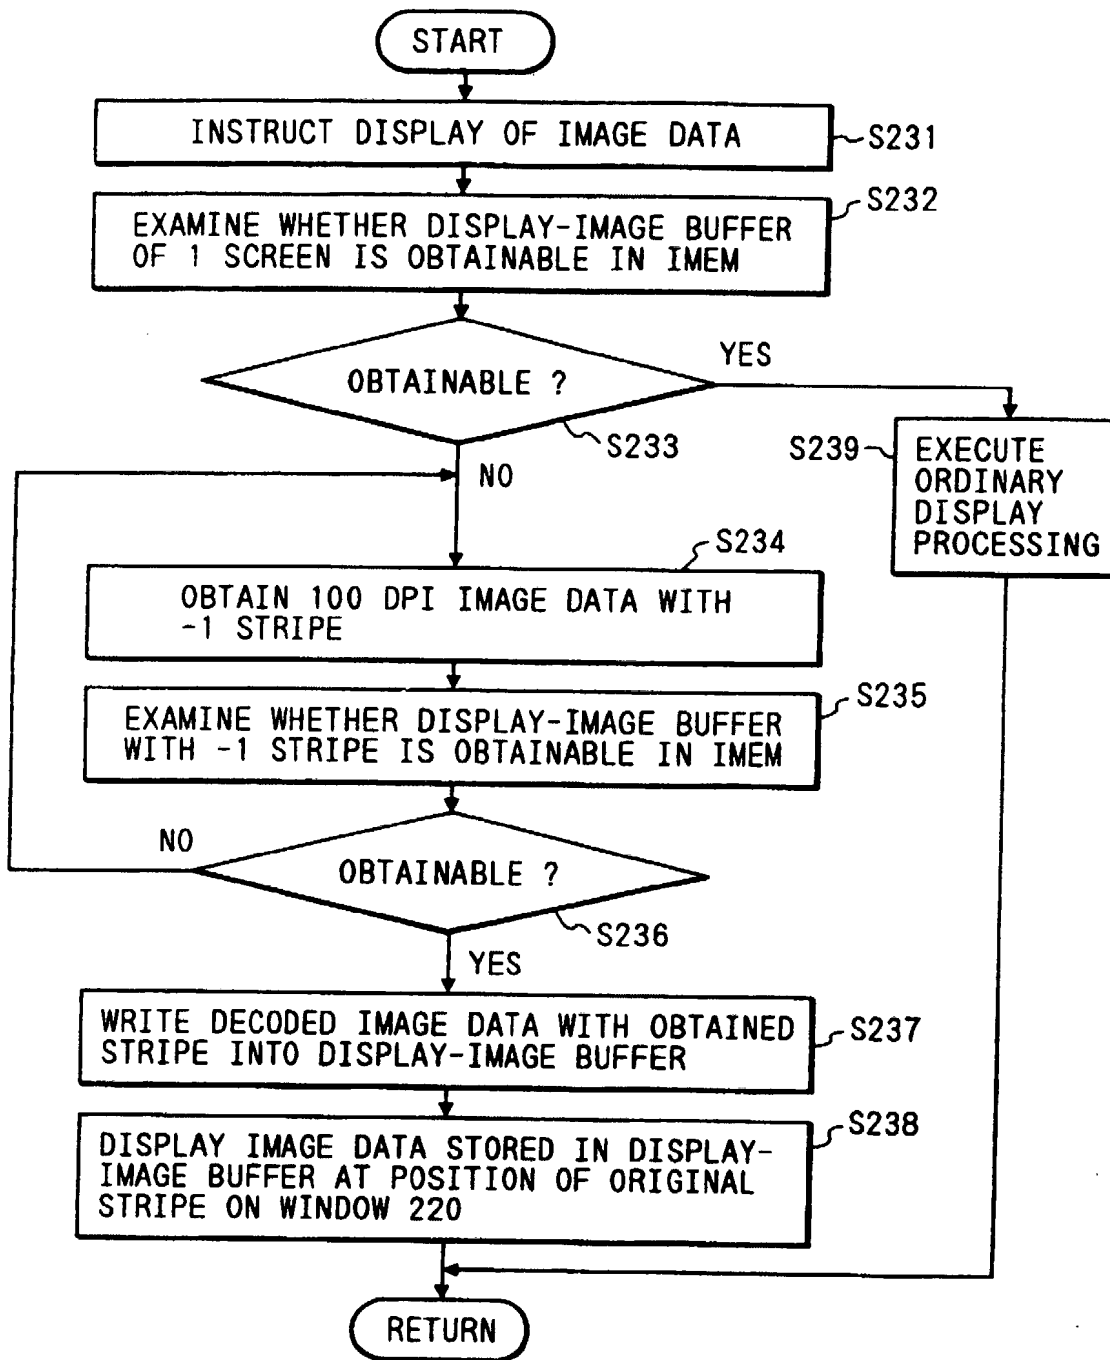 START
INSTRUCT DISPLAY OF IMAGE DATA
S231
S232
EXAMINE WHETHER DISPLAY-IMAGE BUFFER
OF 1 SCREEN IS OBTAINABLE IN IMEM
OBTAINABLE ?
YES
S233
NO
S239
EXECUTE
ORDINARY
DISPLAY
PROCESSING
S234
OBTAIN 100 DPI IMAGE DATA WITH
-1 STRIPE
S235
EXAMINE WHETHER DISPLAY-IMAGE BUFFER
WITH -1 STRIPE IS OBTAINABLE IN IMEM
NO
OBTAINABLE ?
S236
YES
WRITE DECODED IMAGE DATA WITH OBTAINED
STRIPE INTO DISPLAY-IMAGE BUFFER
S237
S238
DISPLAY IMAGE DATA STORED IN DISPLAY-
IMAGE BUFFER AT POSITION OF ORIGINAL
STRIPE ON WINDOW 220
RETURN